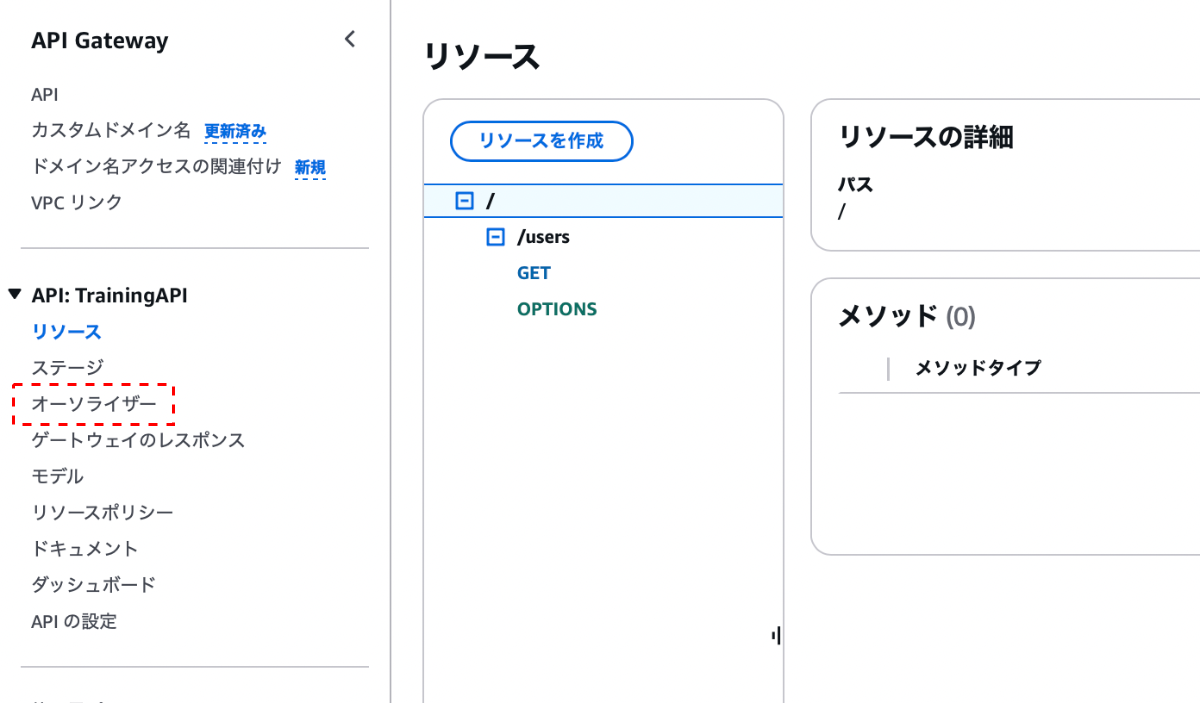 API Gateway
API
カスタムドメイン名 更新済み
ドメイン名アクセスの関連付け 新規
VPC リンク
API: TrainingAPI
リソース
ステージ
オーソライザー
ゲートウェイのレスポンス
モデル
リソースポリシー
ドキュメント
ダッシュボード
API の設定
リソース
リソースを作成
/
/users
GET
OPTIONS
リソースの詳細
パス
/
メソッド (0)
メソッドタイプ